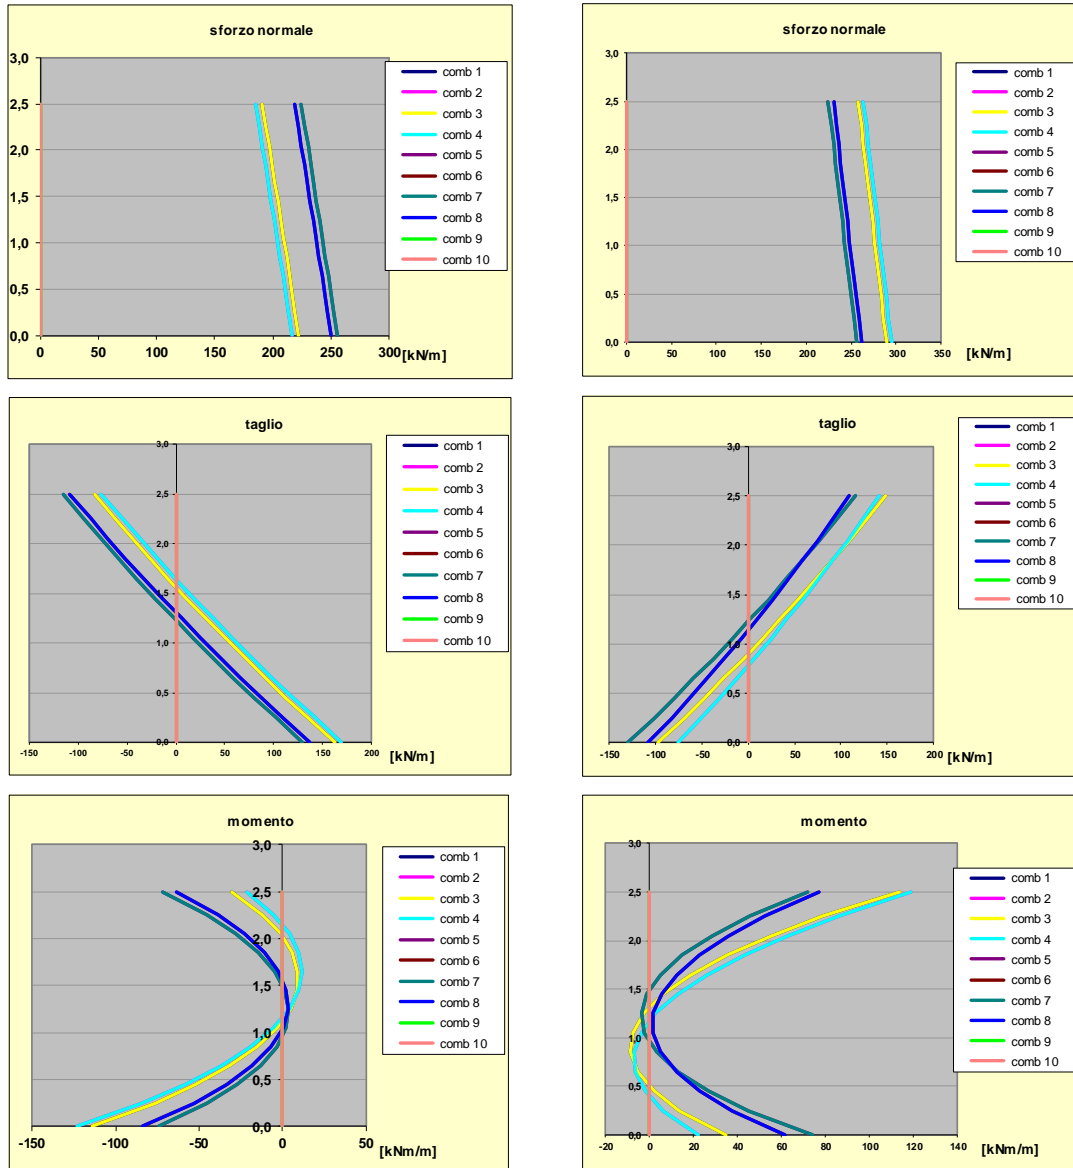 sforzo normale
3,0
2,5
2,0
1,5
1,0
0,5
0,0
0
50
100
150
200
250
300
[kN/m]
comb 1
comb 2
comb 3
comb 4
comb 5
comb 6
comb 7
comb 8
comb 9
comb 10
sforzo normale
3,0
2,5
2,0
1,5
1,0
0,5
0,0
0
50
100
150
200
250
300
350
[kN/m]
comb 1
comb 2
comb 3
comb 4
comb 5
comb 6
comb 7
comb 8
comb 9
comb 10
taglio
3,0
2,5
2,0
1,5
1,0
0,5
0,0
-150
-100
-50
0
50
100
150
200
[kN/m]
comb 1
comb 2
comb 3
comb 4
comb 5
comb 6
comb 7
comb 8
comb 9
comb 10
taglio
3,0
2,5
2,0
1,5
1,0
0,5
0,0
-150
-100
-50
0
50
100
150
200
[kN/m]
comb 1
comb 2
comb 3
comb 4
comb 5
comb 6
comb 7
comb 8
comb 9
comb 10
momento
3,0
2,5
2,0
1,5
1,0
0,5
0,0
-150
-100
-50
0
50
[kNm/m]
comb 1
comb 2
comb 3
comb 4
comb 5
comb 6
comb 7
comb 8
comb 9
comb 10
momento
3,0
2,5
2,0
1,5
1,0
0,5
0,0
-20
0
20
40
60
80
100
120
140
[kNm/m]
comb 1
comb 2
comb 3
comb 4
comb 5
comb 6
comb 7
comb 8
comb 9
comb 10